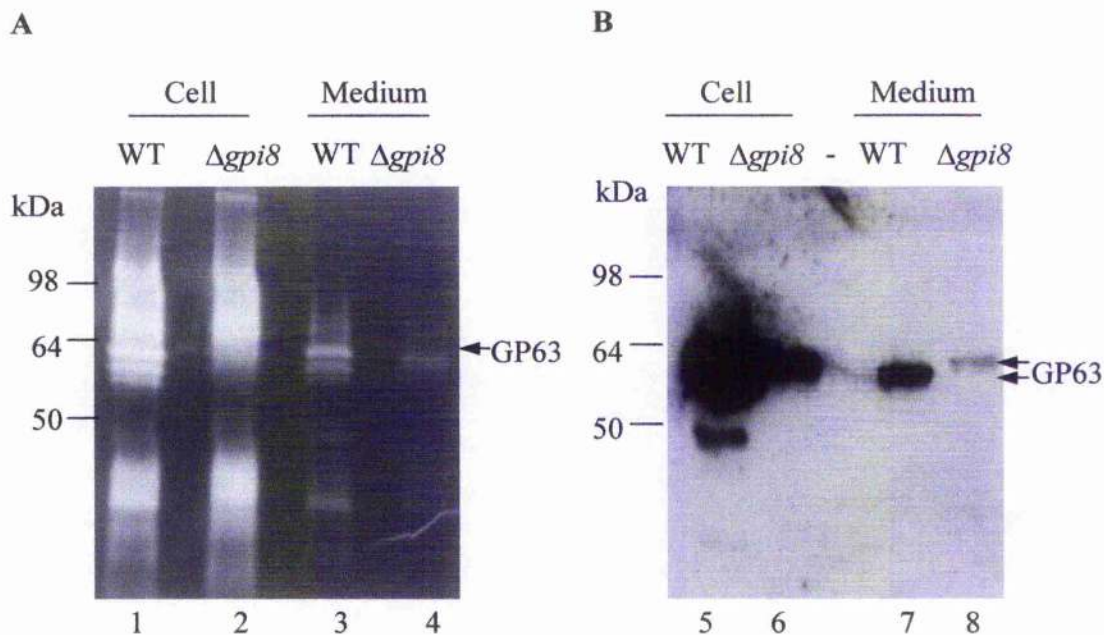 A
Cell Medium
WT Δgpi8 WT Δgpi8
kDa
98
64
50
GP63
1 2 3 4
B
Cell Medium
WT Δgpi8 - WT Δgpi8
98
64
50
GP63
5 6 7 8